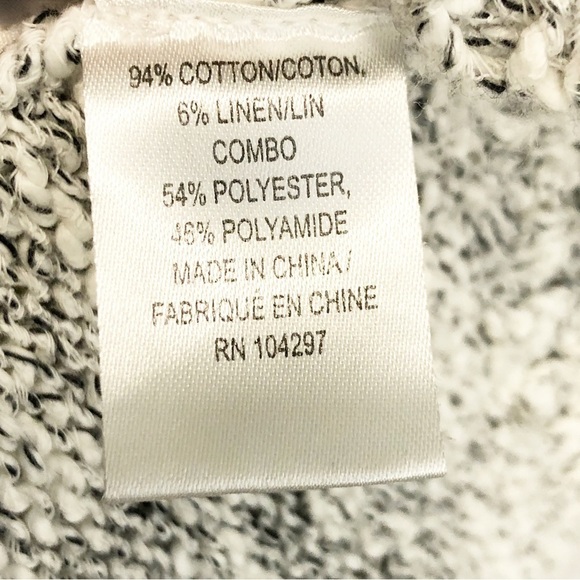 94% COTTON/COTON,
6% LINEN/LIN
COMBO
54% POLYESTER,
46% POLYAMIDE
MADE IN CHINA/
FABRIQUÉ EN CHINE
RN 104297